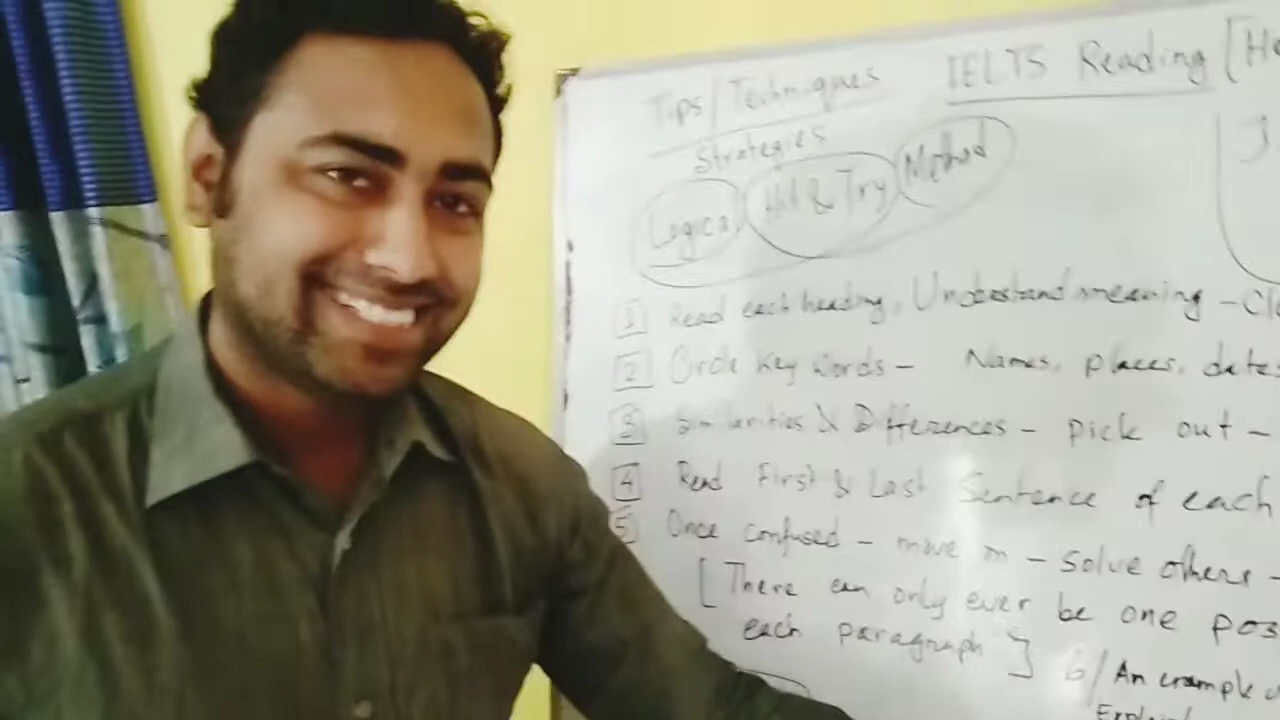 Tips/Techniques IELTS Reading [He
Strategies
Logical Hit & Try Method
3.
1 Read each heading, Understand meaning - Cl
2 Circle key words - Names, places, dates
3 Similarities & Differences - pick out -
4 Read First & Last Sentence of each
5 Once confused - move on - solve others -
[There can only ever be one pos
each paragraph]
6/ An example